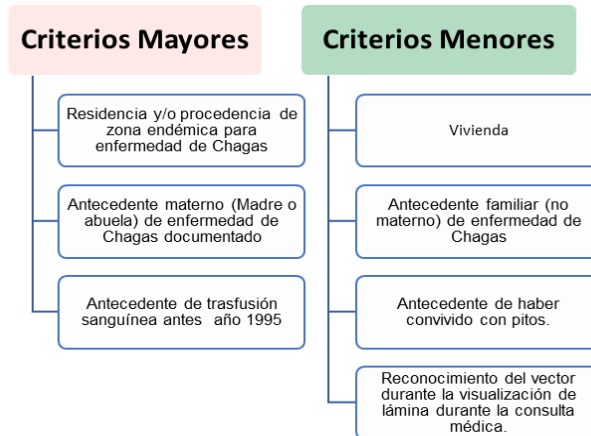 Criterios Mayores
Residencia y/o procedencia de
zona endémica para
enfermedad de Chagas
Antecedente materno (Madre o
abuela) de enfermedad de
Chagas documentado
Antecedente de trasfusión
sanguínea antes año 1995
Criterios Menores
Vivienda
Antecedente familiar (no
materno) de enfermedad de
Chagas
Antecedente de haber
convivido con pitos.
Reconocimiento del vector
durante la visualización de
lámina durante la consulta
médica.